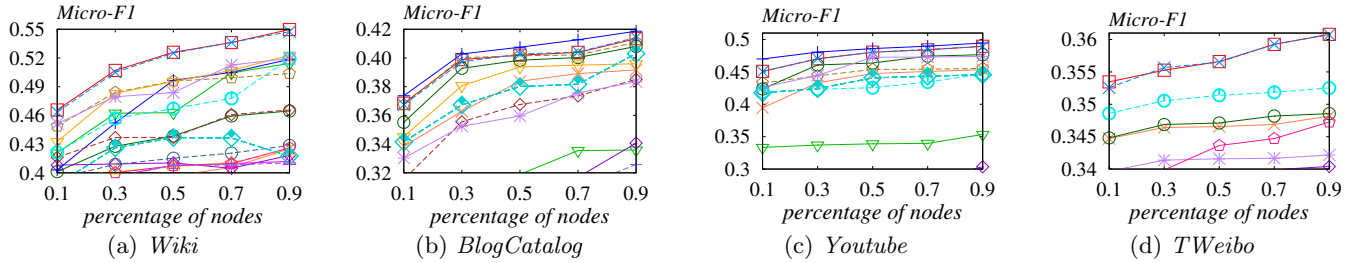 Micro-F1
0.55
0.52
0.49
0.46
0.43
0.4
0.1 0.3 0.5 0.7 0.9
percentage of nodes
(a) Wiki
Micro-F1
0.42
0.4
0.38
0.36
0.34
0.32
0.1 0.3 0.5 0.7 0.9
percentage of nodes
(b) BlogCatalog
Micro-F1
0.5
0.45
0.4
0.35
0.3
0.1 0.3 0.5 0.7 0.9
percentage of nodes
(c) Youtube
Micro-F1
0.36
0.355
0.35
0.345
0.34
0.1 0.3 0.5 0.7 0.9
percentage of nodes
(d) TWeibo